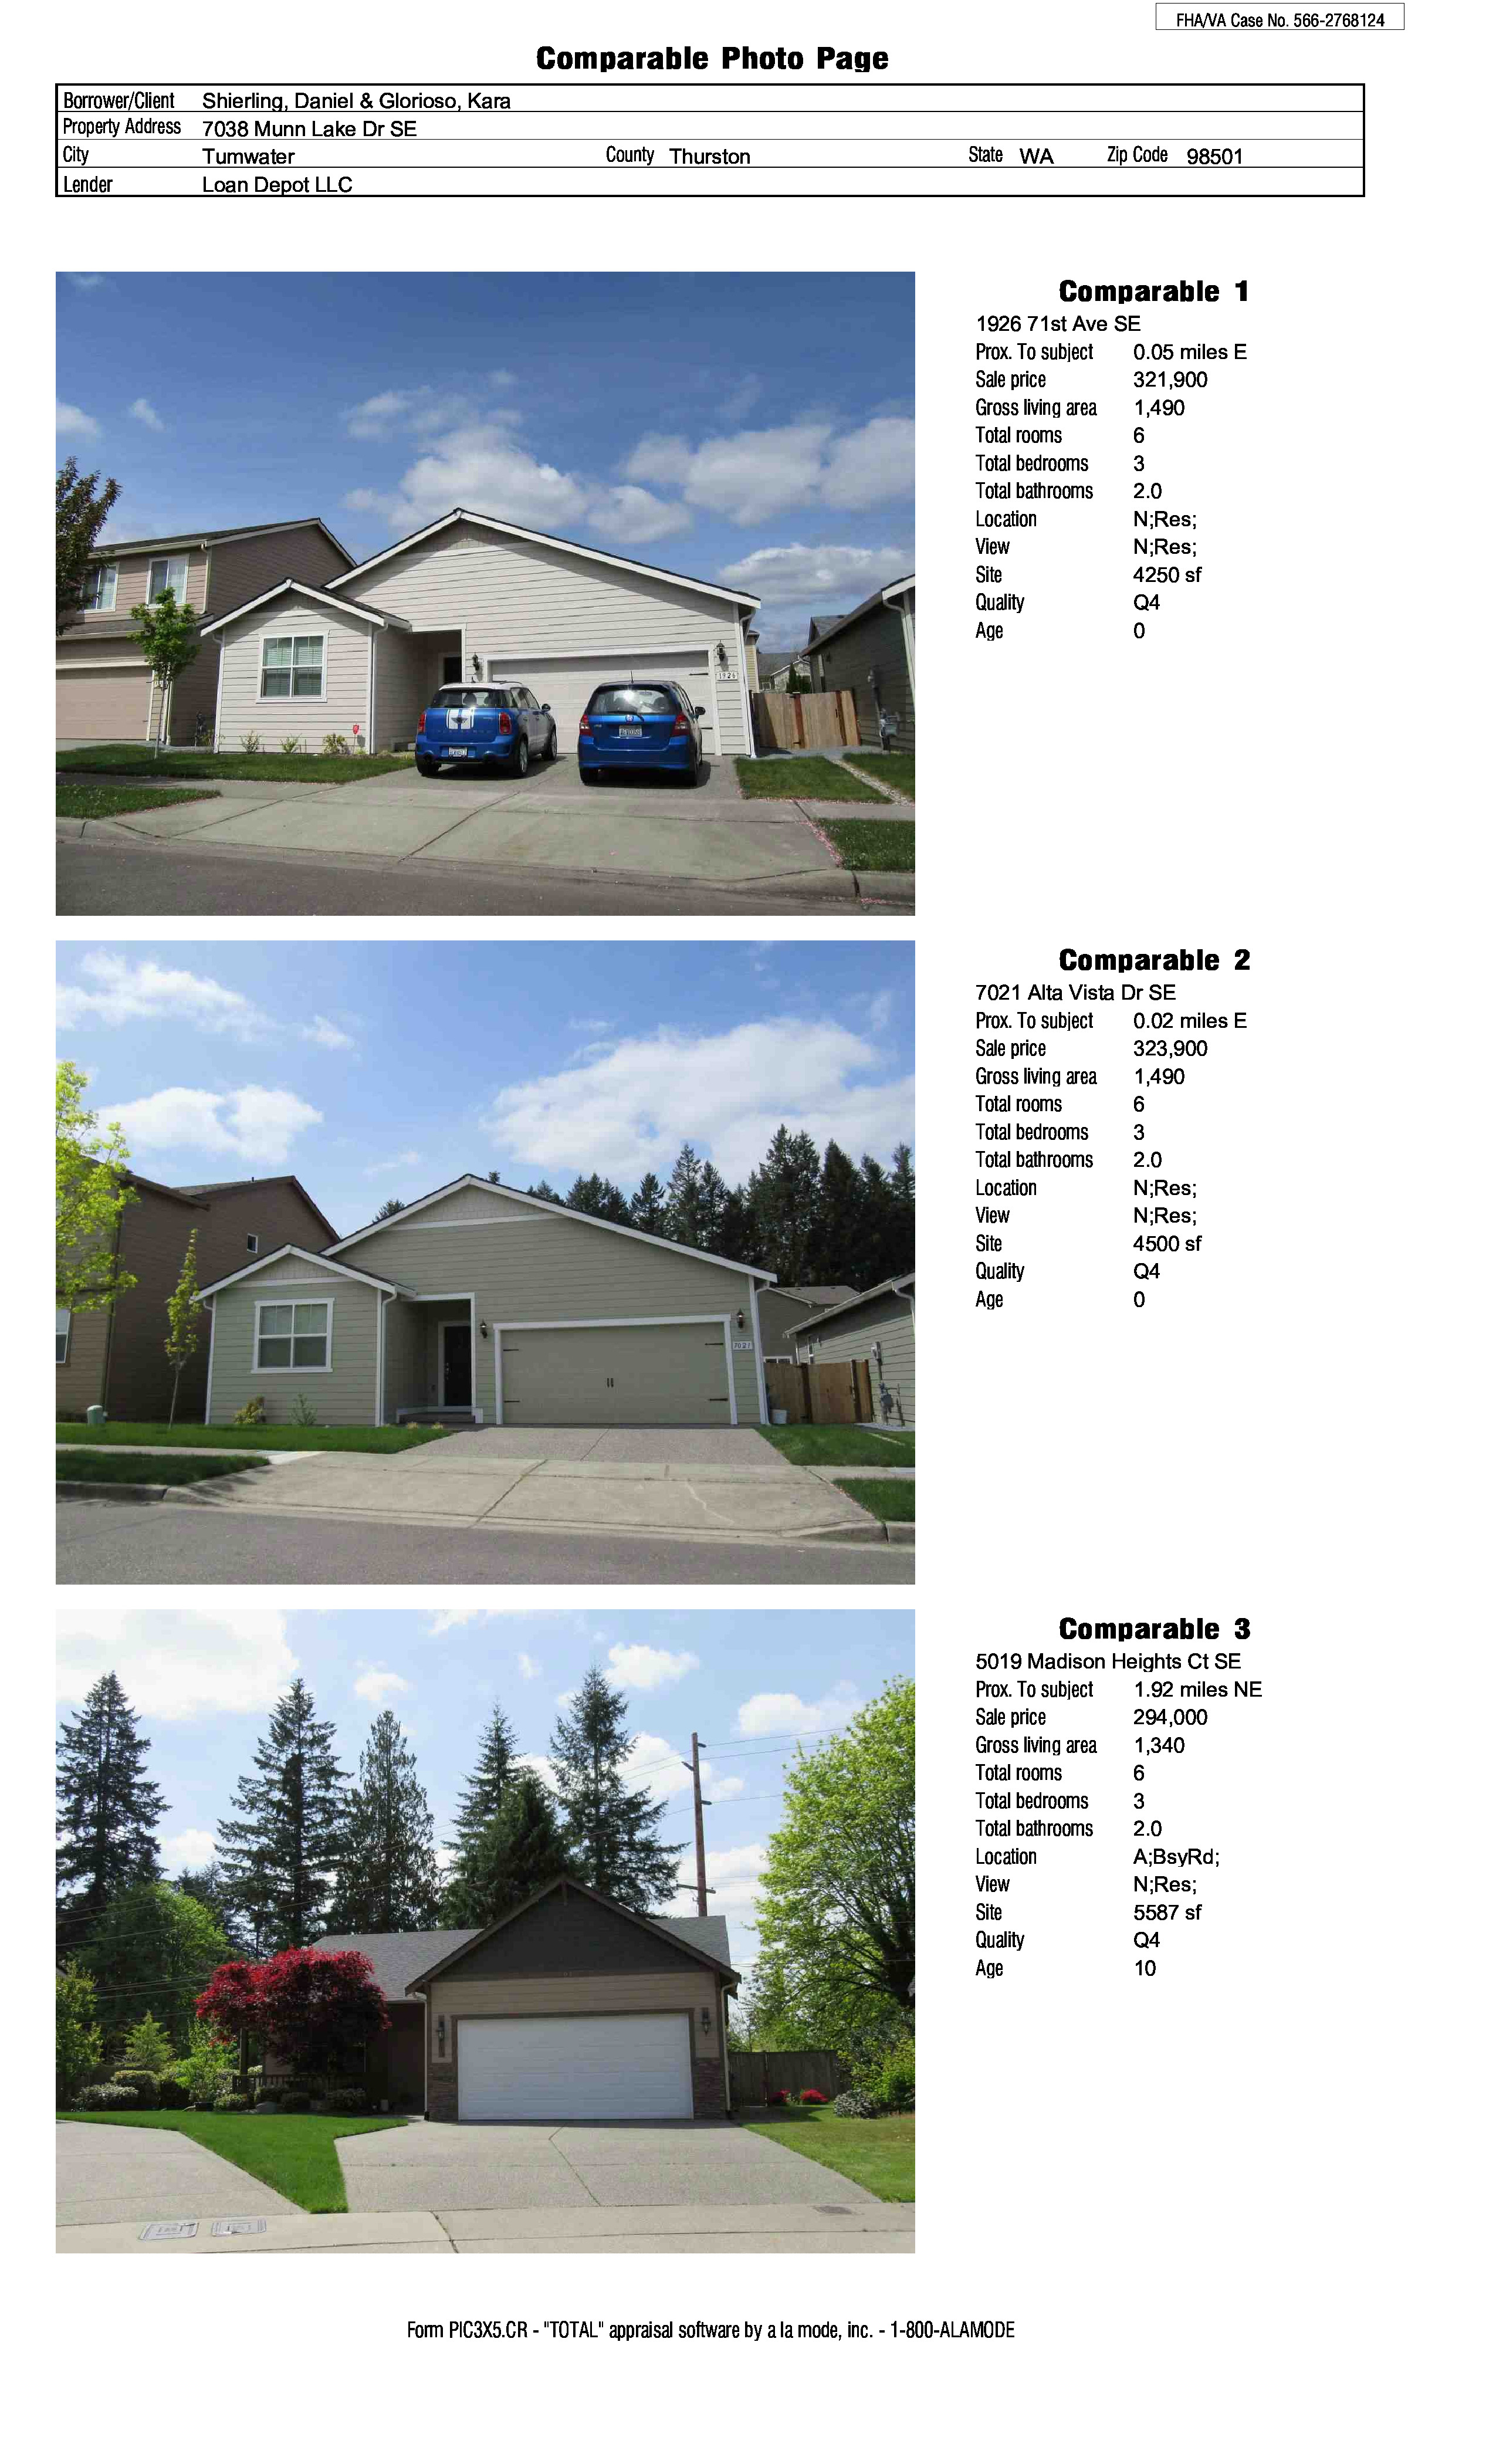 FHA/VA Case No. 566-2768124
Comparable Photo Page
Borrower/Client Shierling, Daniel & Glorioso, Kara
Property Address 7038 Munn Lake Dr SE
City Tumwater County Thurston State WA Zip Code 98501
Lender Loan Depot LLC
Comparable 1
1926 71st Ave SE
Prox. To subject 0.05 miles E
Sale price 321,900
Gross living area 1,490
Total rooms 6
Total bedrooms 3
Total bathrooms 2.0
Location N;Res;
View N;Res;
Site 4250 sf
Quality Q4
Age 0
1926
Comparable 2
7021 Alta Vista Dr SE
Prox. To subject 0.02 miles E
Sale price 323,900
Gross living area 1,490
Total rooms 6
Total bedrooms 3
Total bathrooms 2.0
Location N;Res;
View N;Res;
Site 4500 sf
Quality Q4
Age 0
7021
Comparable 3
5019 Madison Heights Ct SE
Prox. To subject 1.92 miles NE
Sale price 294,000
Gross living area 1,340
Total rooms 6
Total bedrooms 3
Total bathrooms 2.0
Location A;BsyRd;
View N;Res;
Site 5587 sf
Quality Q4
Age 10
Form PIC3X5.CR - "TOTAL" appraisal software by a la mode, inc. - 1-800-ALAMODE